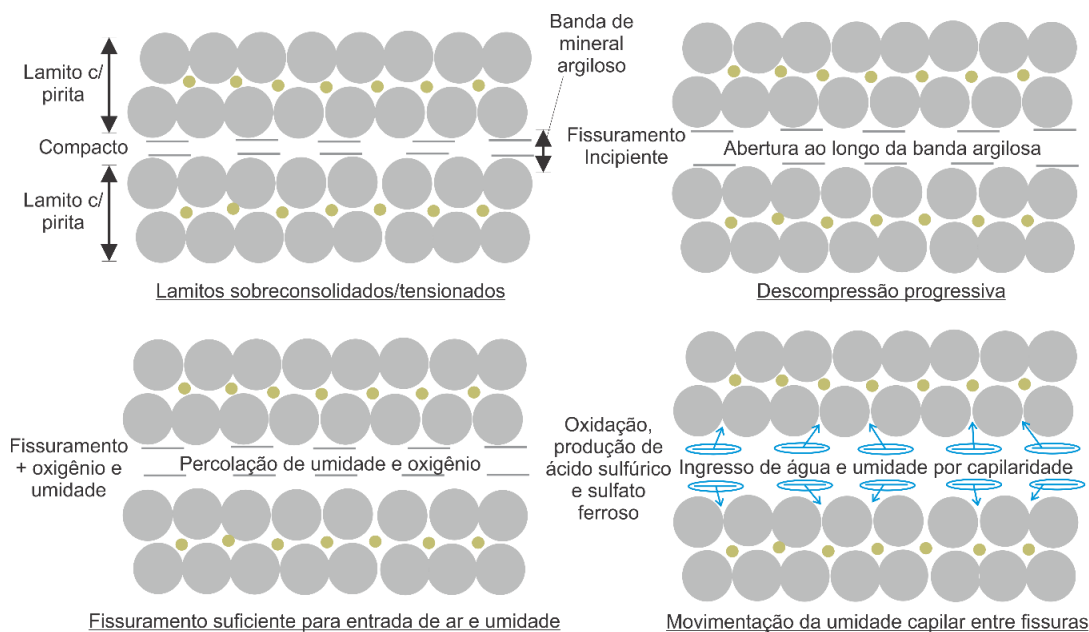 Lamito c/
pirita
Compacto
Lamito c/
pirita
Banda de
mineral
argiloso
Lamitos sobreconsolidados/tensionados
Fissuramento
Incipiente
Abertura ao longo da banda argilosa
Descompressão progressiva
Fissuramento
+ oxigênio e
umidade
Percolação de umidade e oxigênio
Fissuramento suficiente para entrada de ar e umidade
Oxidação,
produção de
ácido sulfúrico
e sulfato
ferroso
Ingresso de água e umidade por capilaridade
Movimentação da umidade capilar entre fissuras